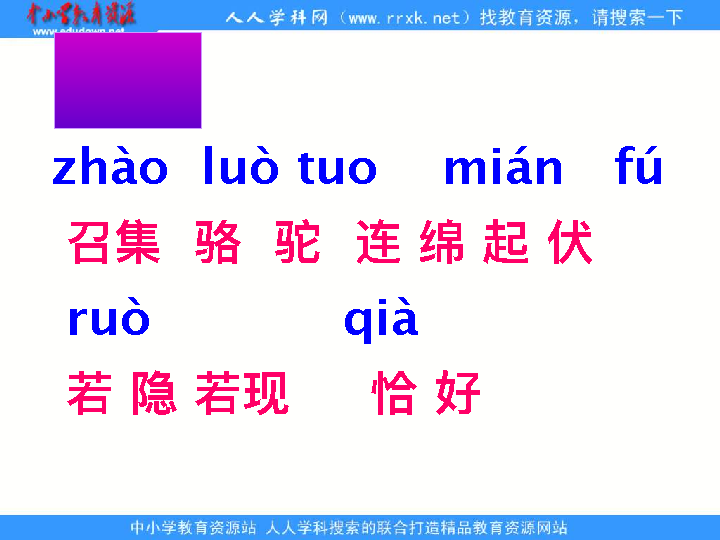 中小学教育资源
www.edudown.net
人人学科网（www.rrxk.net）找教育资源，请搜索一下
zhào luò tuo mián fú
召集 骆 驼 连 绵 起 伏
ruò qià
若 隐 若现 恰 好
中小学教育资源站 人人学科搜索的联合打造精品教育资源网站